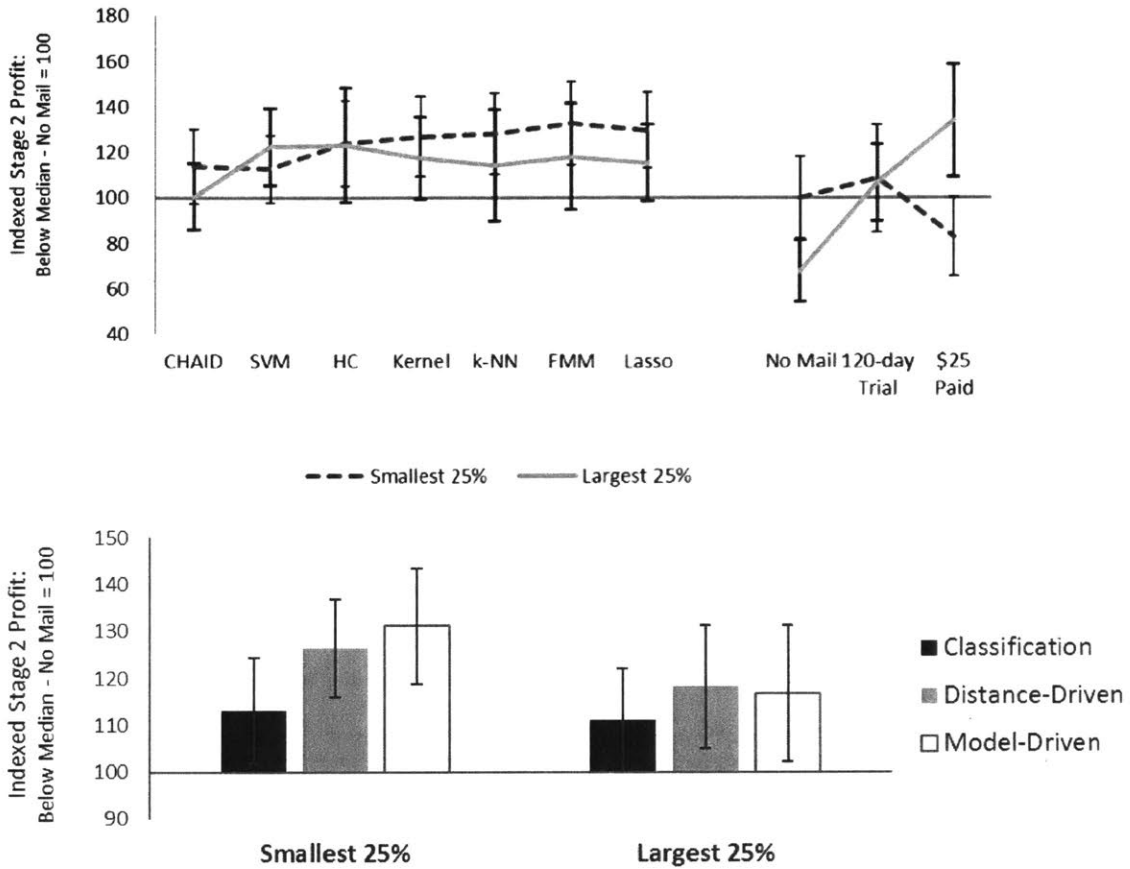 Indexed Stage 2 Profit:
Below Median - No Mail = 100
180
160
140
120
100
80
60
40
CHAID SVM HC Kernel k-NN FMM Lasso No Mail 120-day $25
Trial Paid
Smallest 25% Largest 25%
Indexed Stage 2 Profit:
Below Median - No Mail = 100
150
140
130
120
110
100
90
Classification
Distance-Driven
Model-Driven
Smallest 25% Largest 25%